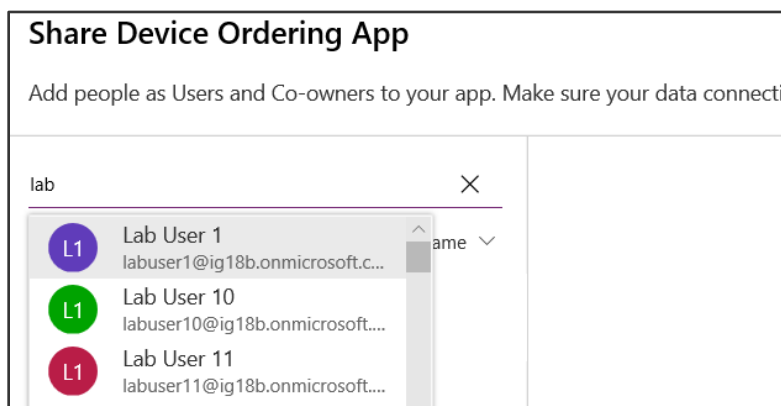 Share Device Ordering App
Add people as Users and Co-owners to your app. Make sure your data
lab
L1
Lab User 1
labuser1@ig18b.onmicrosoft.c...
L1
Lab User 10
labuser10@ig18b.onmicrosoft....
L1
Lab User 11
labuser11@ig18b.onmicrosoft....